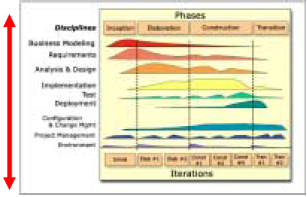 Phases
Disciplines
Inception Elaboration Construction Transition
Business Modeling
Requirements
Analysis & Design
Implementation
Test
Deployment
Configuration
& Change Mgmt
Project Management
Environment
Initial Elab #1 Elab #2 Const #1 Const #2 Const #N Tran #1 Tran #2
Iterations